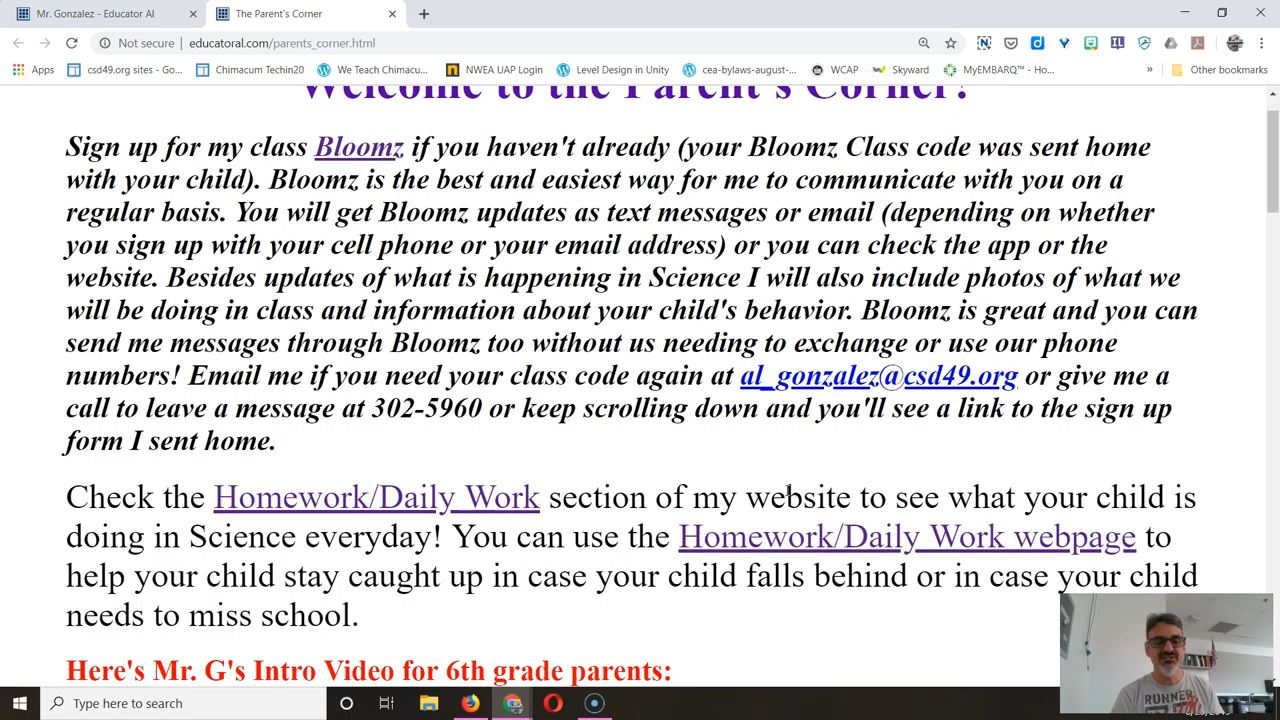 Mr. Gonzalez - Educator Al
The Parent's Corner
Not secure
educatoral.com/parents_corner.html
Apps
csd49.org sites - Go...
Chimacum Techin20
We Teach Chimacu...
NWEA UAP Login
Level Design in Unity
cea-bylaws-august-...
WCAP
Skyward
MyEMBARQ™ - Ho...
»
Other bookmarks
Welcome to the Parent's Corner!
Sign up for my class Bloomz if you haven't already (your Bloomz Class code was sent home
with your child). Bloomz is the best and easiest way for me to communicate with you on a
regular basis. You will get Bloomz updates as text messages or email (depending on whether
you sign up with your cell phone or your email address) or you can check the app or the
website. Besides updates of what is happening in Science I will also include photos of what we
will be doing in class and information about your child's behavior. Bloomz is great and you can
send me messages through Bloomz too without us needing to exchange or use our phone
numbers! Email me if you need your class code again at al_gonzalez@csd49.org or give me a
call to leave a message at 302-5960 or keep scrolling down and you'll see a link to the sign up
form I sent home.
Check the Homework/Daily Work section of my website to see what your child is
doing in Science everyday! You can use the Homework/Daily Work webpage to
help your child stay caught up in case your child falls behind or in case your child
needs to miss school.
Here's Mr. G's Intro Video for 6th grade parents:
RUNNER
Type here to search